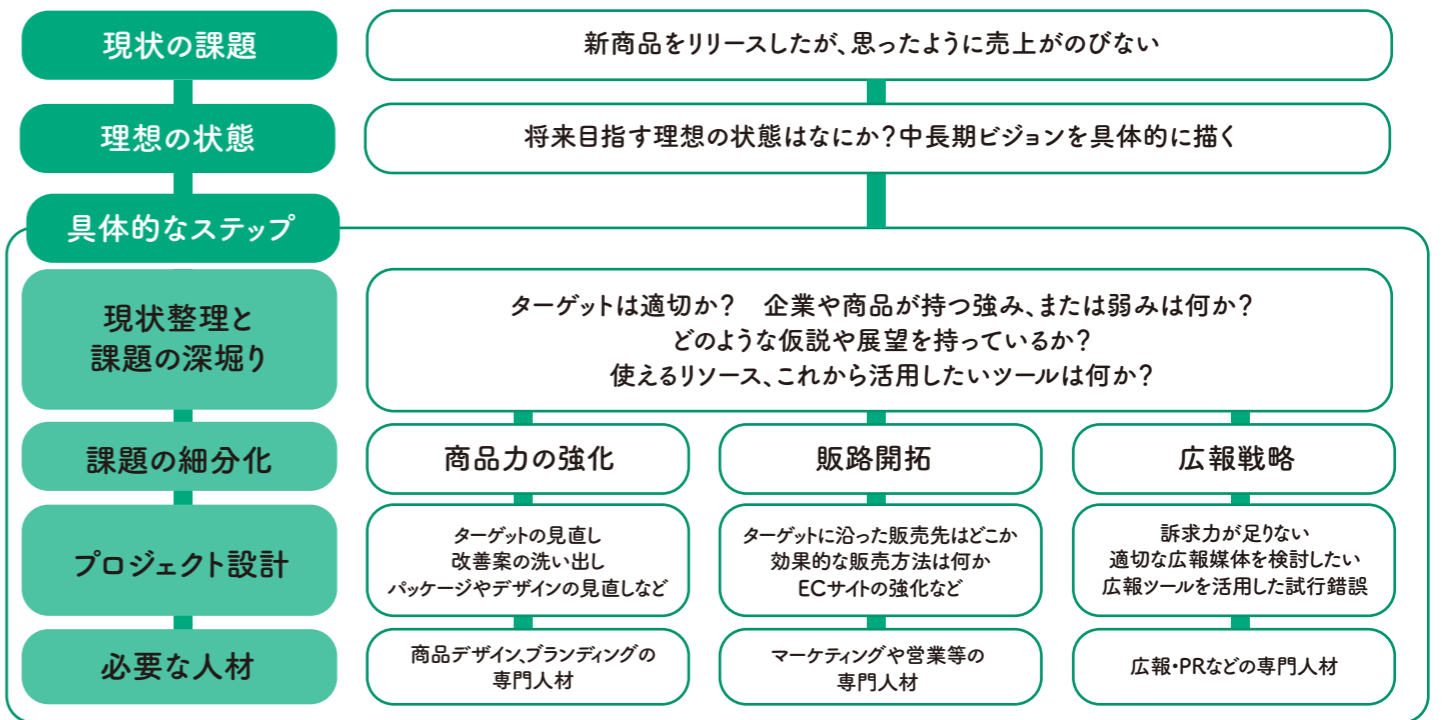 現状の課題
新商品をリリースしたが、思ったように売上がのびない
理想の状態
将来目指す理想の状態はなにか?中長期ビジョンを具体的に描く
具体的なステップ
現状整理と
課題の深堀り
ターゲットは適切か?　企業や商品が持つ強み、または弱みは何か?
どのような仮説や展望を持っているか?
使えるリソース、これから活用したいツールは何か?
課題の細分化
商品力の強化
販路開拓
広報戦略
プロジェクト設計
ターゲットの見直し
改善案の洗い出し
パッケージやデザインの見直しなど
ターゲットに沿った販売先はどこか
効果的な販売方法は何か
ECサイトの強化など
訴求力が足りない
適切な広報媒体を検討したい
広報ツールを活用した試行錯誤
必要な人材
商品デザイン、ブランディングの
専門人材
マーケティングや営業等の
専門人材
広報・PRなどの専門人材